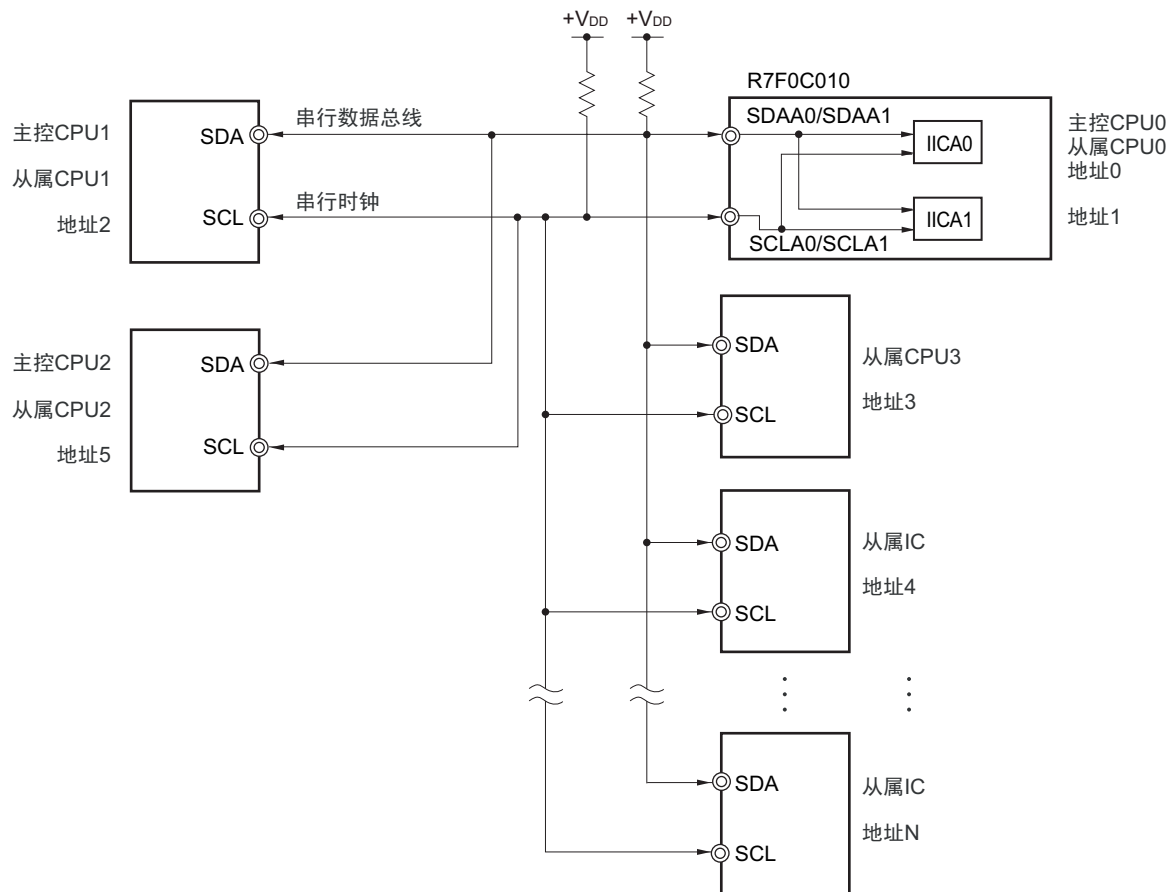 +VDD +VDD
R7F0C010
主控CPU1
从属CPU1
地址2
SDA
SCL
串行数据总线
串行时钟
SDAA0/SDAA1
SCLA0/SCLA1
IICA0
IICA1
主控CPU0
从属CPU0
地址0
地址1
主控CPU2
从属CPU2
地址5
SDA
SCL
SDA
SCL
从属CPU3
地址3
SDA
SCL
从属IC
地址4
SDA
SCL
从属IC
地址N